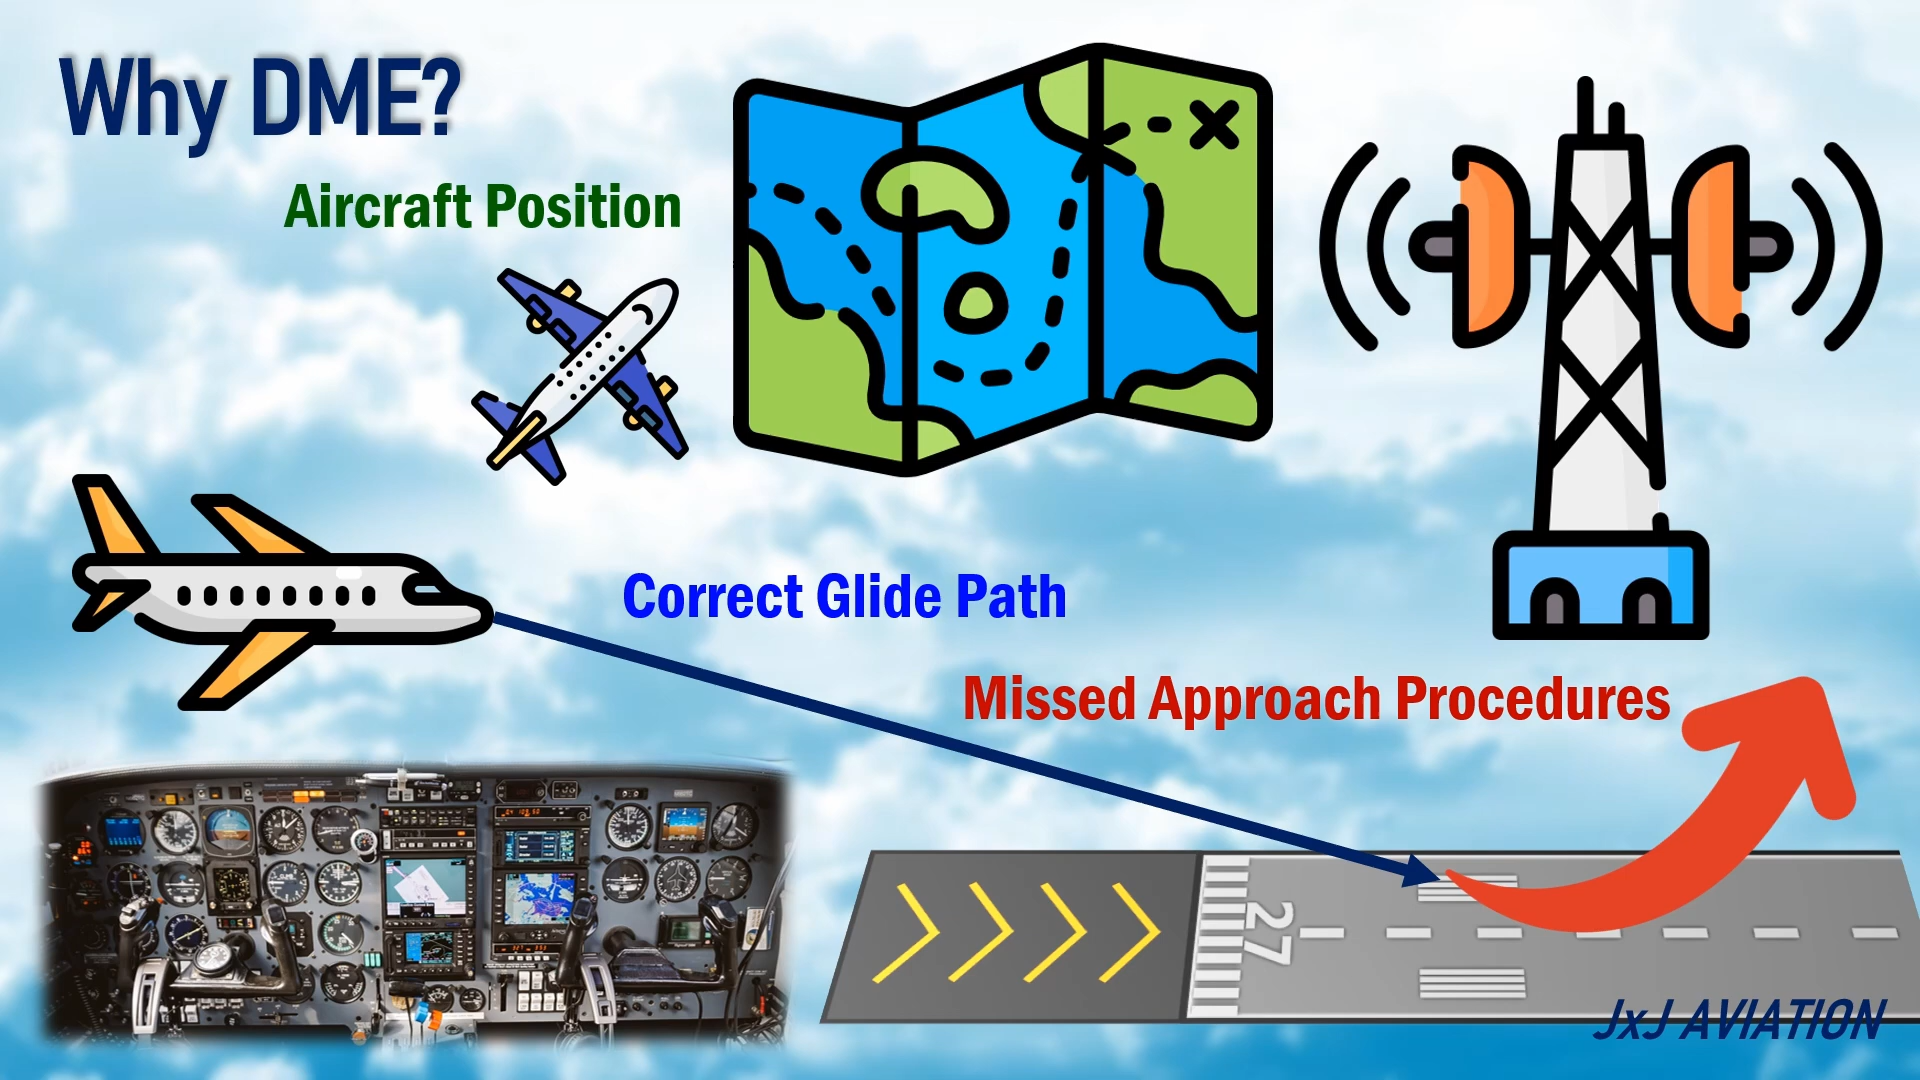 Why DME?
Aircraft Position
Correct Glide Path
Missed Approach Procedures
27
JxJ AVIATION